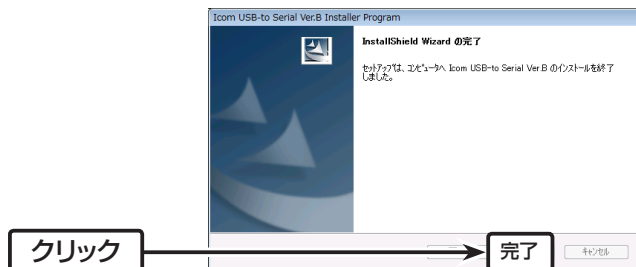 Icom USB-to Serial Ver.B Installer Program
InstallShield Wizard の完了
セットアップは、コンピュータへ Icom USB-to Serial Ver.B のインストールを終了
しました。
クリック
完了
キャンセル